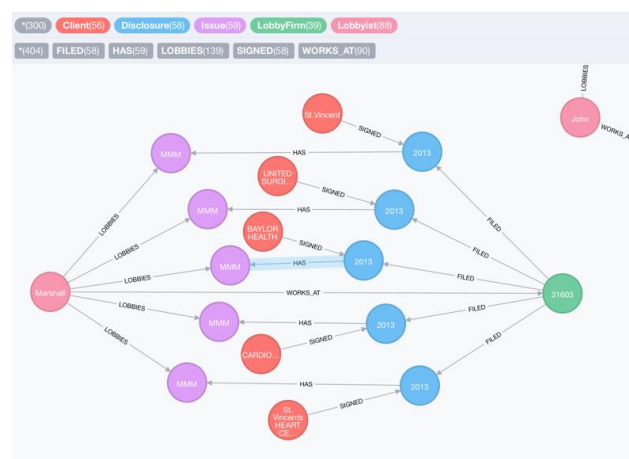 *(300) Client(56) Disclosure(58) Issue(59) LobbyFirm(39) Lobbyist(88)
*(404) FILED(58) HAS(59) LOBBIES(139) SIGNED(58) WORKS_AT(90)
LOBBIES
St.Vincent
John
SIGNED
WORKS_AT
MMM
HAS
2013
UNITED
SURGI...
SIGNED
LOBBIES
MMM
HAS
2013
FILED
BAYLOR
HEALTH
SIGNED
LOBBIES
FILED
MMM
HAS
2013
LOBBIES
FILED
Marshall
WORKS_AT
31603
LOBBIES
FILED
MMM
HAS
2013
SIGNED
LOBBIES
FILED
CARDIO...
MMM
HAS
2013
SIGNED
St.
Vincents
HEART
CE...